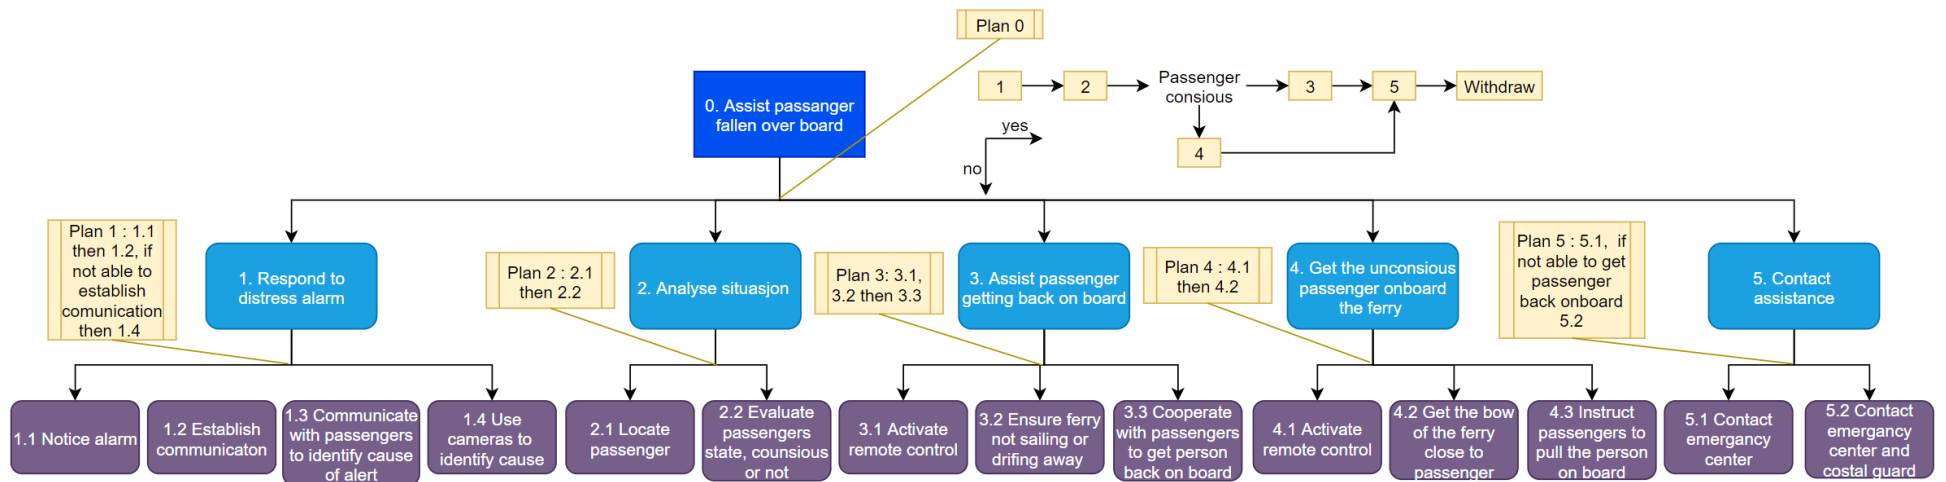 Plan 0
0. Assist passanger
fallen over board
1
2
Passenger
consious
3
5
Withdraw
yes
no
4
Plan 1 : 1.1
then 1.2, if
not able to
establish
comunication
then 1.4
1. Respond to
distress alarm
Plan 2 : 2.1
then 2.2
2. Analyse situasjon
Plan 3: 3.1,
3.2 then 3.3
3. Assist passenger
getting back on board
Plan 4 : 4.1
then 4.2
4. Get the unconsious
passenger onboard
the ferry
Plan 5 : 5.1, if
not able to get
passenger
back onboard
5.2
5. Contact
assistance
1.1 Notice alarm
1.2 Establish
communicaton
1.3 Communicate
with passengers
to identify cause
of alert
1.4 Use
cameras to
identify cause
2.1 Locate
passenger
2.2 Evaluate
passengers
state, counsious
or not
3.1 Activate
remote control
3.2 Ensure ferry
not sailing or
drifing away
3.3 Cooperate
with passengers
to get person
back on board
4.1 Activate
remote control
4.2 Get the bow
of the ferry
close to
passenger
4.3 Instruct
passengers to
pull the person
on board
5.1 Contact
emergancy
center
5.2 Contact
emergancy
center and
costal guard